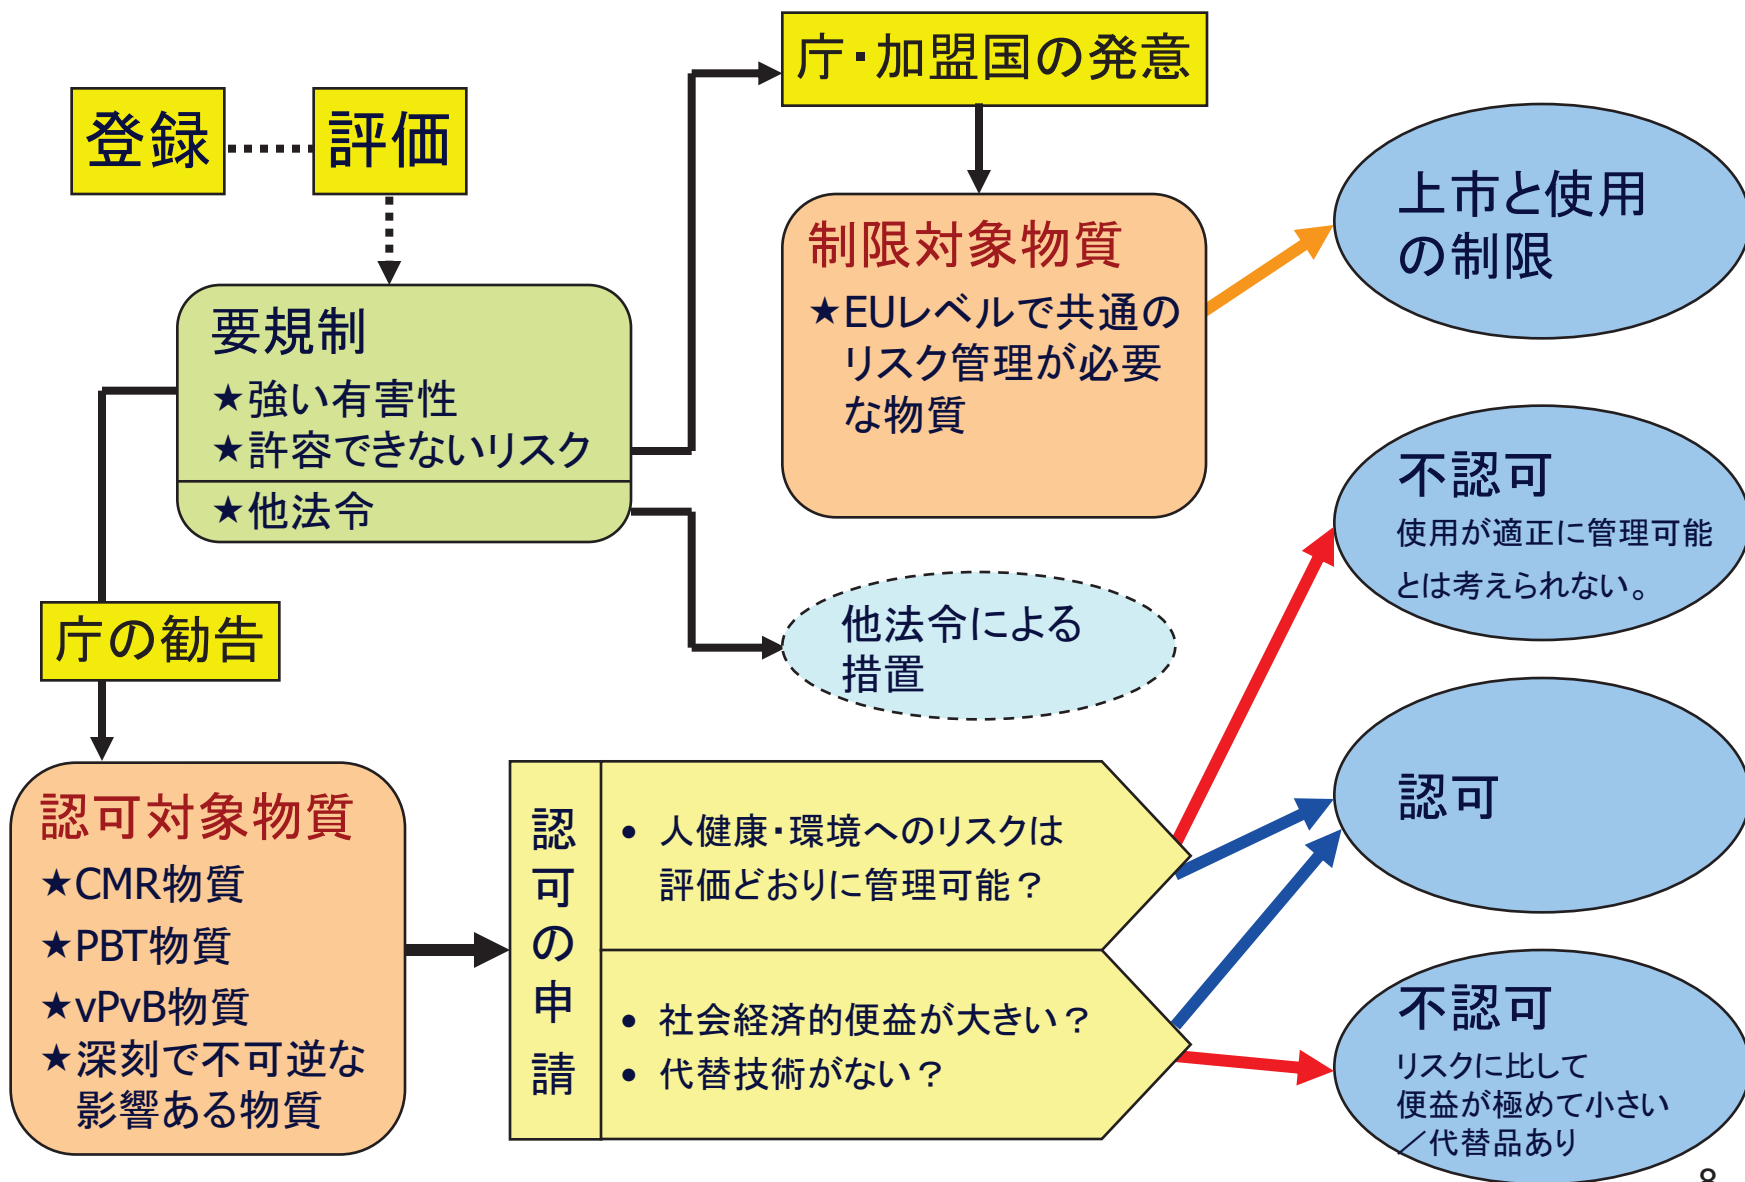 登録
評価
庁・加盟国の発意
要規制
★強い有害性
★許容できないリスク
★他法令
制限対象物質
★EUレベルで共通の
リスク管理が必要
な物質
上市と使用
の制限
庁の勧告
他法令による
措置
不認可
使用が適正に管理可能
とは考えられない。
認可対象物質
★CMR物質
★PBT物質
★vPvB物質
★深刻で不可逆な
影響ある物質
認
可
の
申
請
• 人健康・環境へのリスクは
評価どおりに管理可能？
• 社会経済的便益が大きい？
• 代替技術がない？
認可
不認可
リスクに比して
便益が極めて小さい
／代替品あり
8